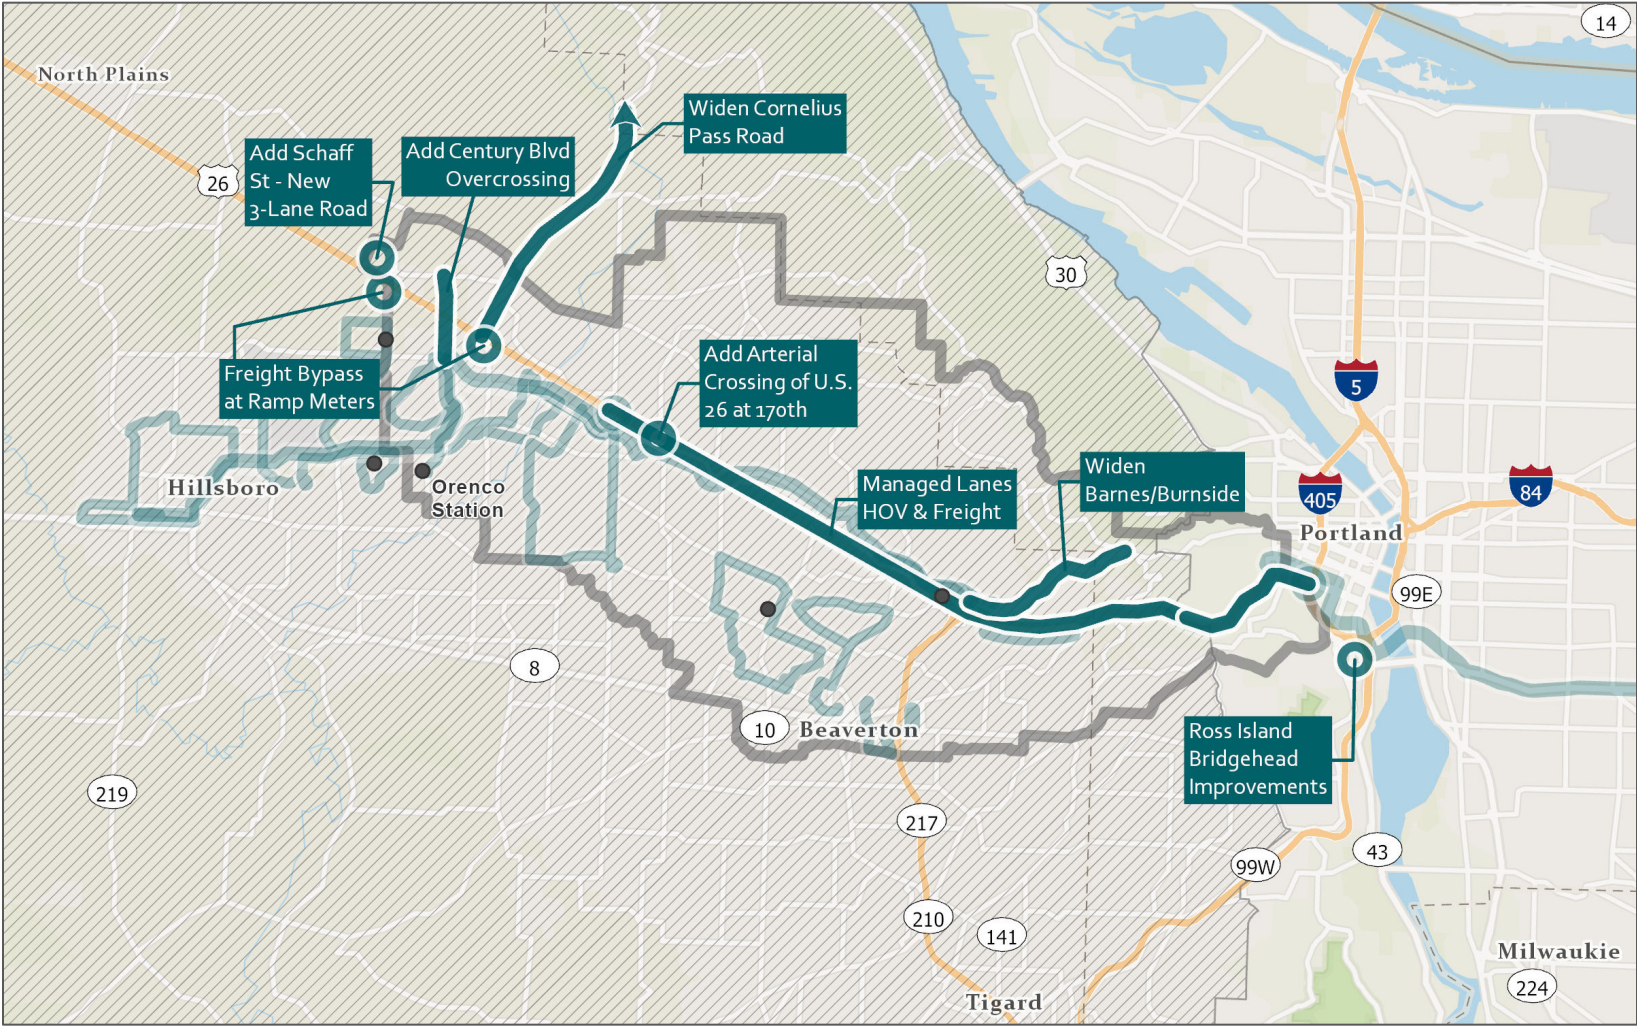 14
North Plains
Widen Cornelius
Pass Road
Add Schaff
St - New
3-Lane Road
Add Century Blvd
Overcrossing
26
30
Add Arterial
Crossing of U.S.
26 at 170th
Freight Bypass
at Ramp Meters
5
Widen
Barnes/Burnside
Managed Lanes
HOV & Freight
Hillsboro
Orenco
Station
405
84
Portland
99E
8
10
Beaverton
Ross Island
Bridgehead
Improvements
219
217
99W
43
210
141
Milwaukie
224
Tigard